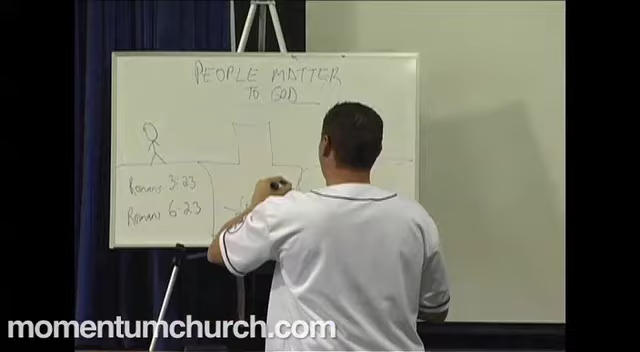 PEOPLE MATTER
TO GOD
Romans 3:23
Romans 6:23
momentumchurch.com